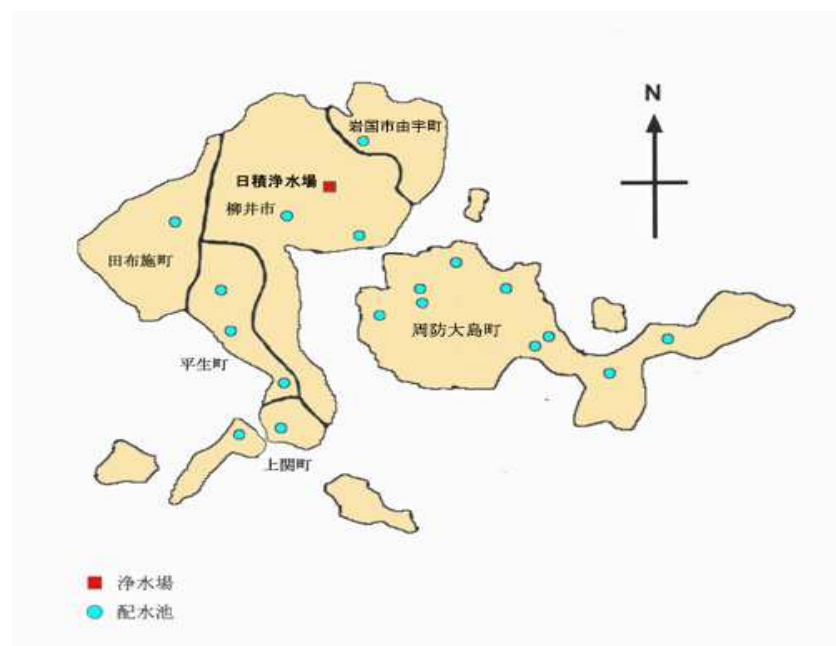 N
岩国市由宇町
日積浄水場
柳井市
田布施町
周防大島町
平生町
上関町
浄水場
配水池